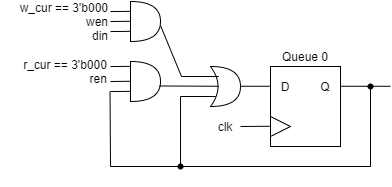 w_cur == 3'b000
wen
din
r_cur == 3'b000
ren
Queue 0
D Q
clk